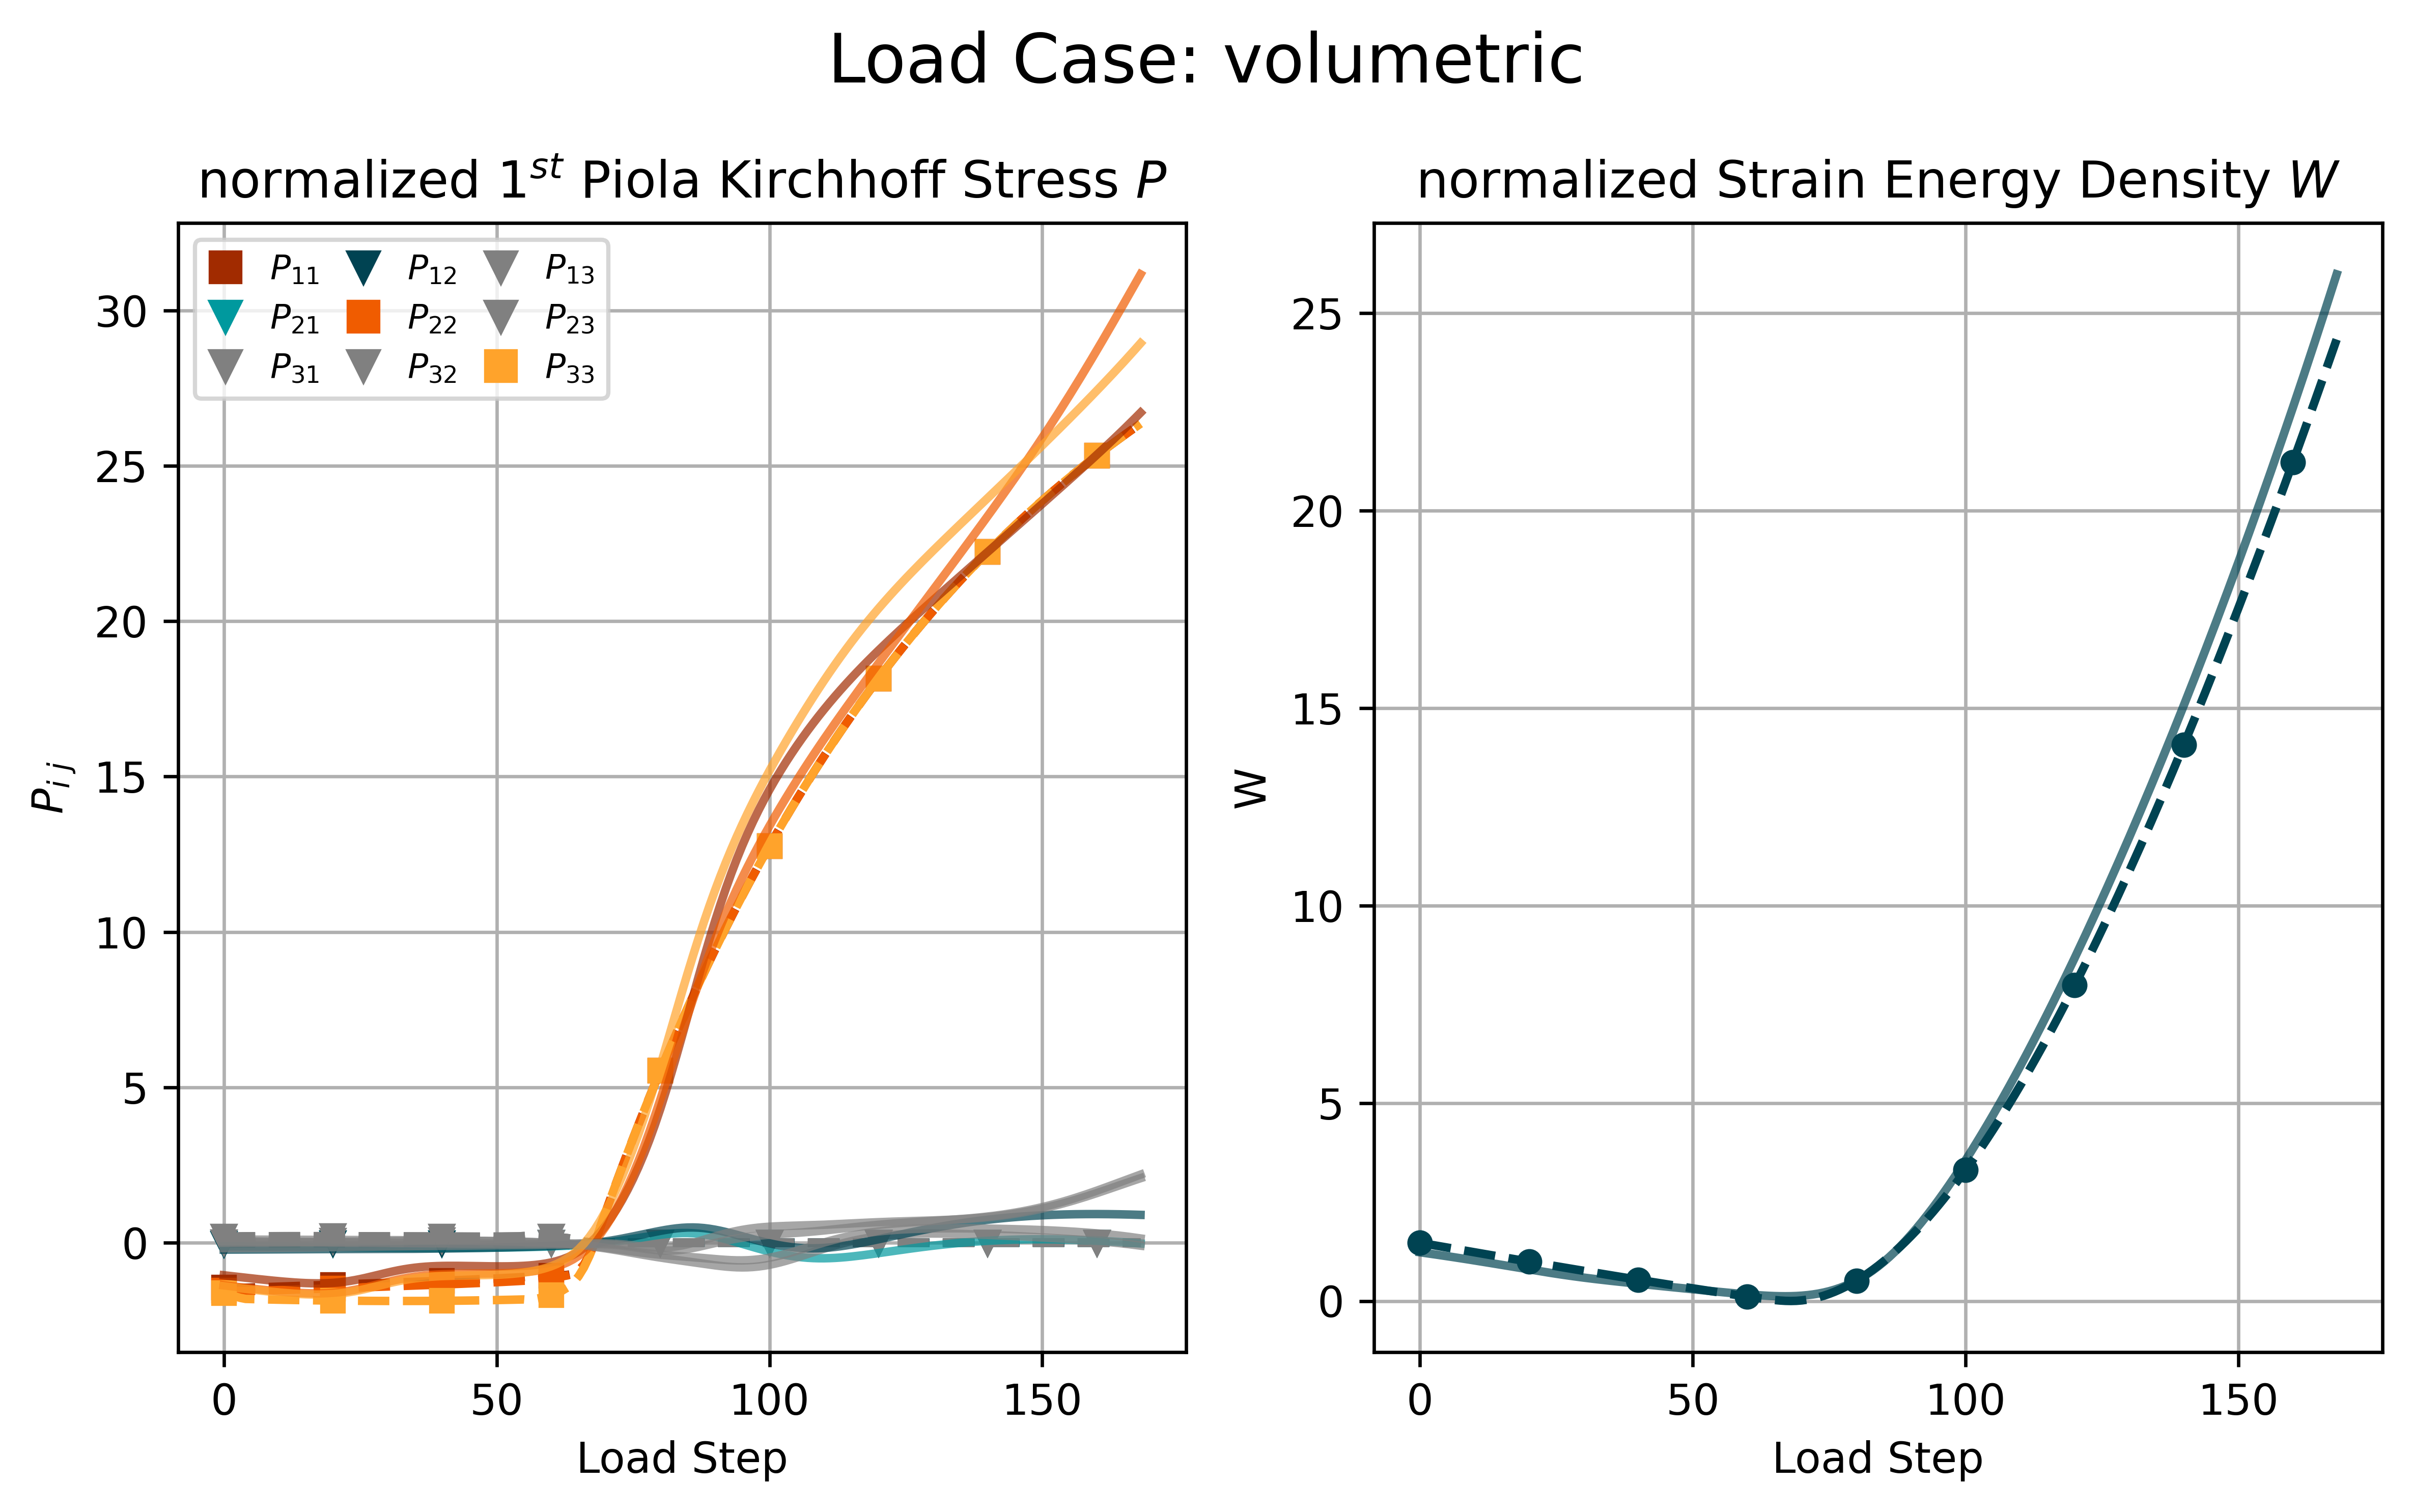 Load Case: volumetric
normalized 1st Piola Kirchhoff Stress P
normalized Strain Energy Density W
P11 P12 P13
P21 P22 P23
P31 P32 P33
30
25
20
15
10
5
0
Pi j
0 50 100 150
Load Step
25
20
15
10
5
0
W
0 50 100 150
Load Step